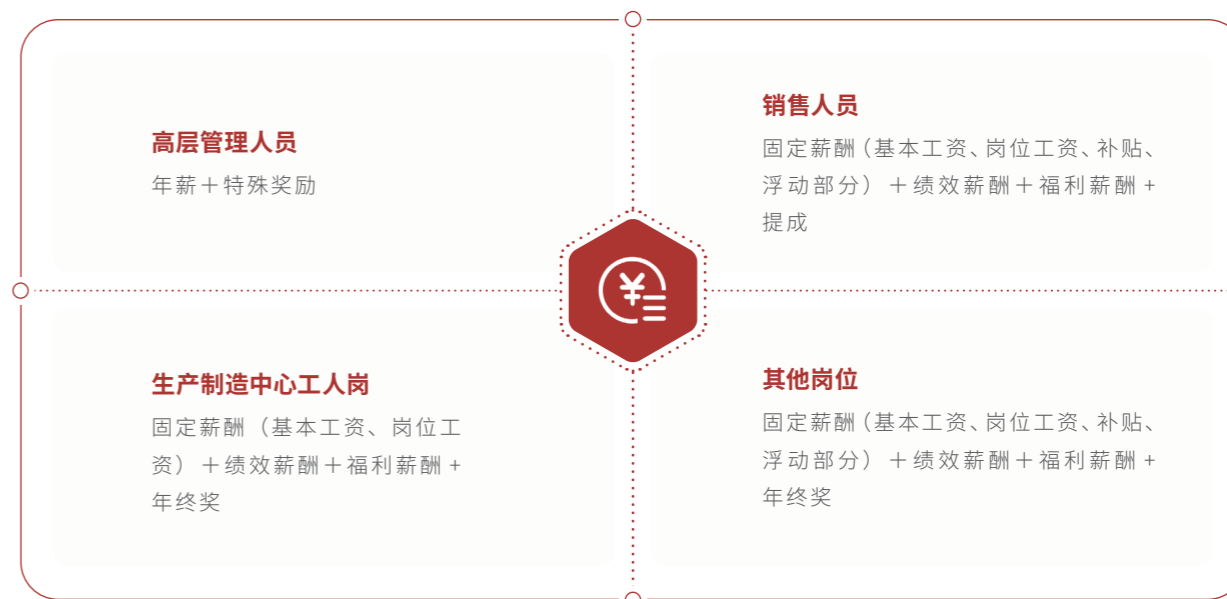 高层管理人员
年薪＋特殊奖励
销售人员
固定薪酬（基本工资、岗位工资、补贴、
浮动部分）＋绩效薪酬＋福利薪酬+
提成
¥
生产制造中心工人岗
固定薪酬（基本工资、岗位工
资）＋绩效薪酬＋福利薪酬+
年终奖
其他岗位
固定薪酬（基本工资、岗位工资、补贴、
浮动部分）＋绩效薪酬＋福利薪酬+
年终奖